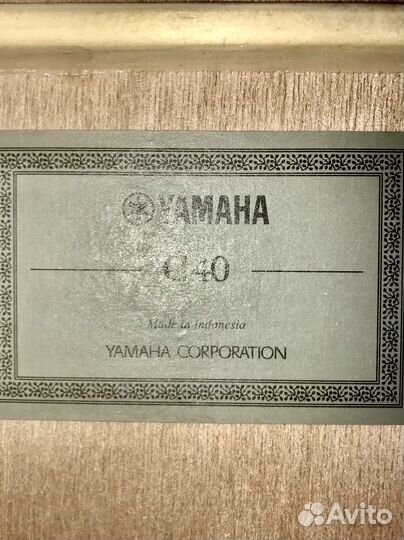 YAMAHA
C40
Made in Indonesia
YAMAHA CORPORATION
Avito